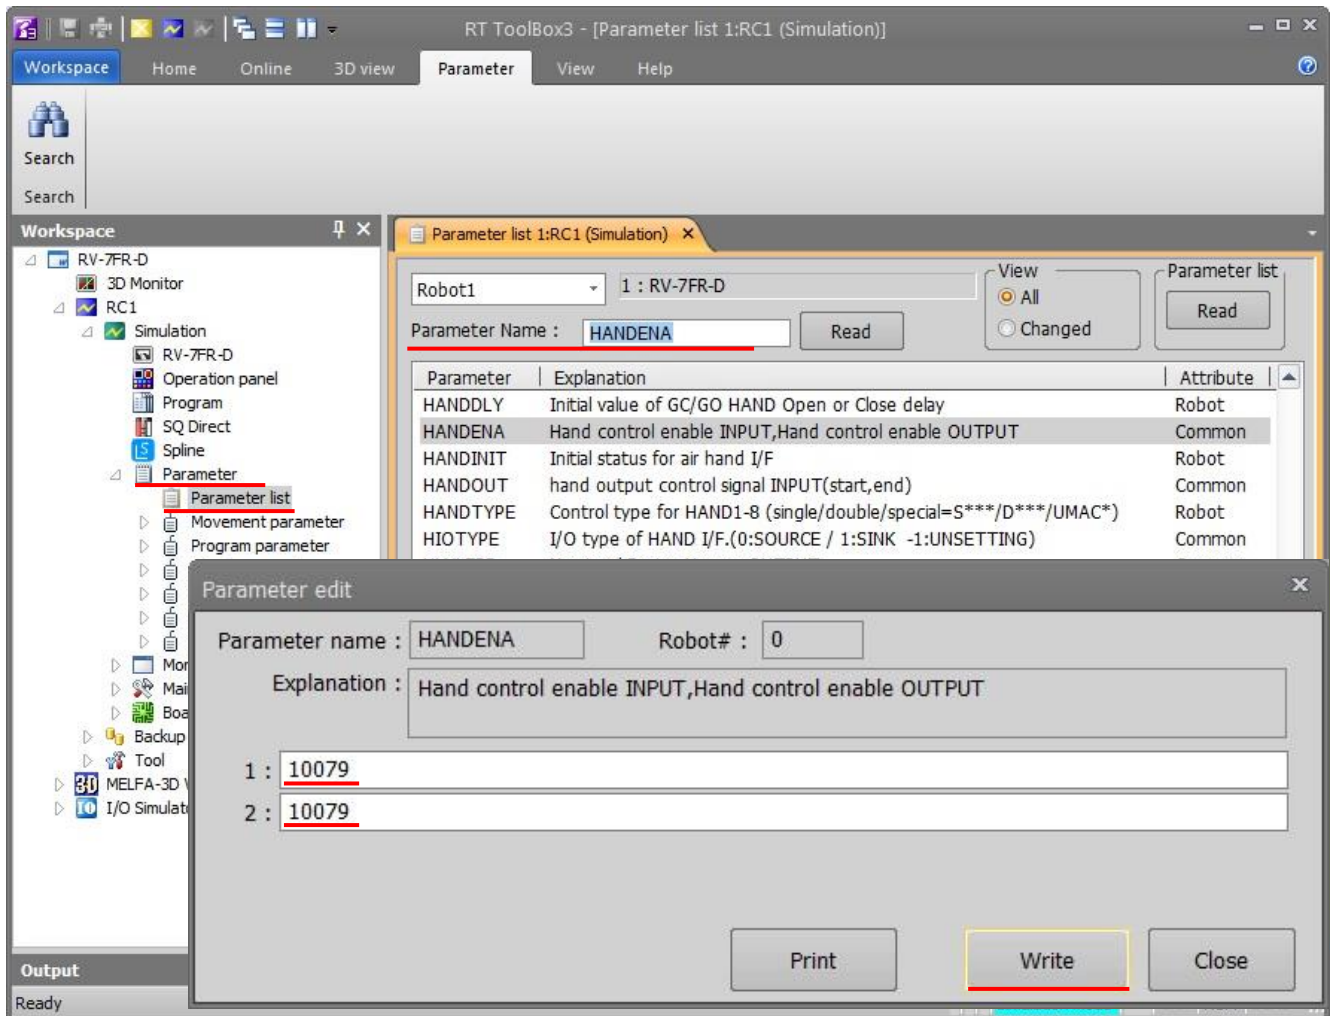 RT ToolBox3 - [Parameter list 1:RC1 (Simulation)]
Workspace Home Online 3D view Parameter View Help
Search
Search
Workspace
RV-7FR-D
3D Monitor
RC1
Simulation
RV-7FR-D
Operation panel
Program
SQ Direct
Spline
Parameter
Parameter list
Movement parameter
Program parameter
Backup
Tool
MELFA-3D
Output
Ready
Parameter list 1:RC1 (Simulation)
Robot1 1 : RV-7FR-D
Parameter Name : HANDENA Read
View
All
Changed
Parameter list
Read
Parameter Explanation Attribute
HANDDLY Initial value of GC/GO HAND Open or Close delay Robot
HANDENA Hand control enable INPUT,Hand control enable OUTPUT Common
HANDINIT Initial status for air hand I/F Robot
HANDOUT hand output control signal INPUT(start,end) Common
HANDTYPE Control type for HAND1-8 (single/double/special=S***/D***/UMAC*) Robot
HIOTYPE I/O type of HAND I/F.(0:SOURCE / 1:SINK -1:UNSETTING) Common
Parameter edit
Parameter name : HANDENA Robot# : 0
Explanation : Hand control enable INPUT,Hand control enable OUTPUT
1 : 10079
2 : 10079
Print Write Close